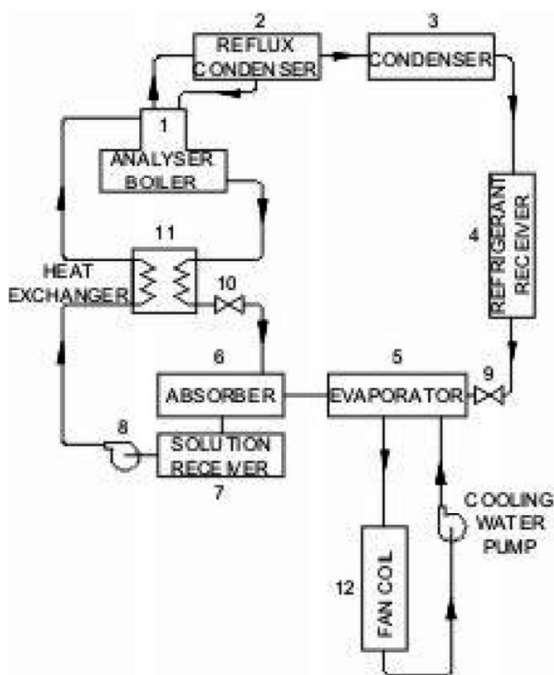 2
REFLUX
CONDENSER
3
CONDENSER
1
ANALYSER
BOILER
4
REFRIGERANT
RECEIVER
11
HEAT
EXCHANGER
10
6
ABSORBER
5
EVAPORATOR
9
8
SOLUTION
RECEIVER
7
COOLING
WATER
PUMP
12
FAN COIL